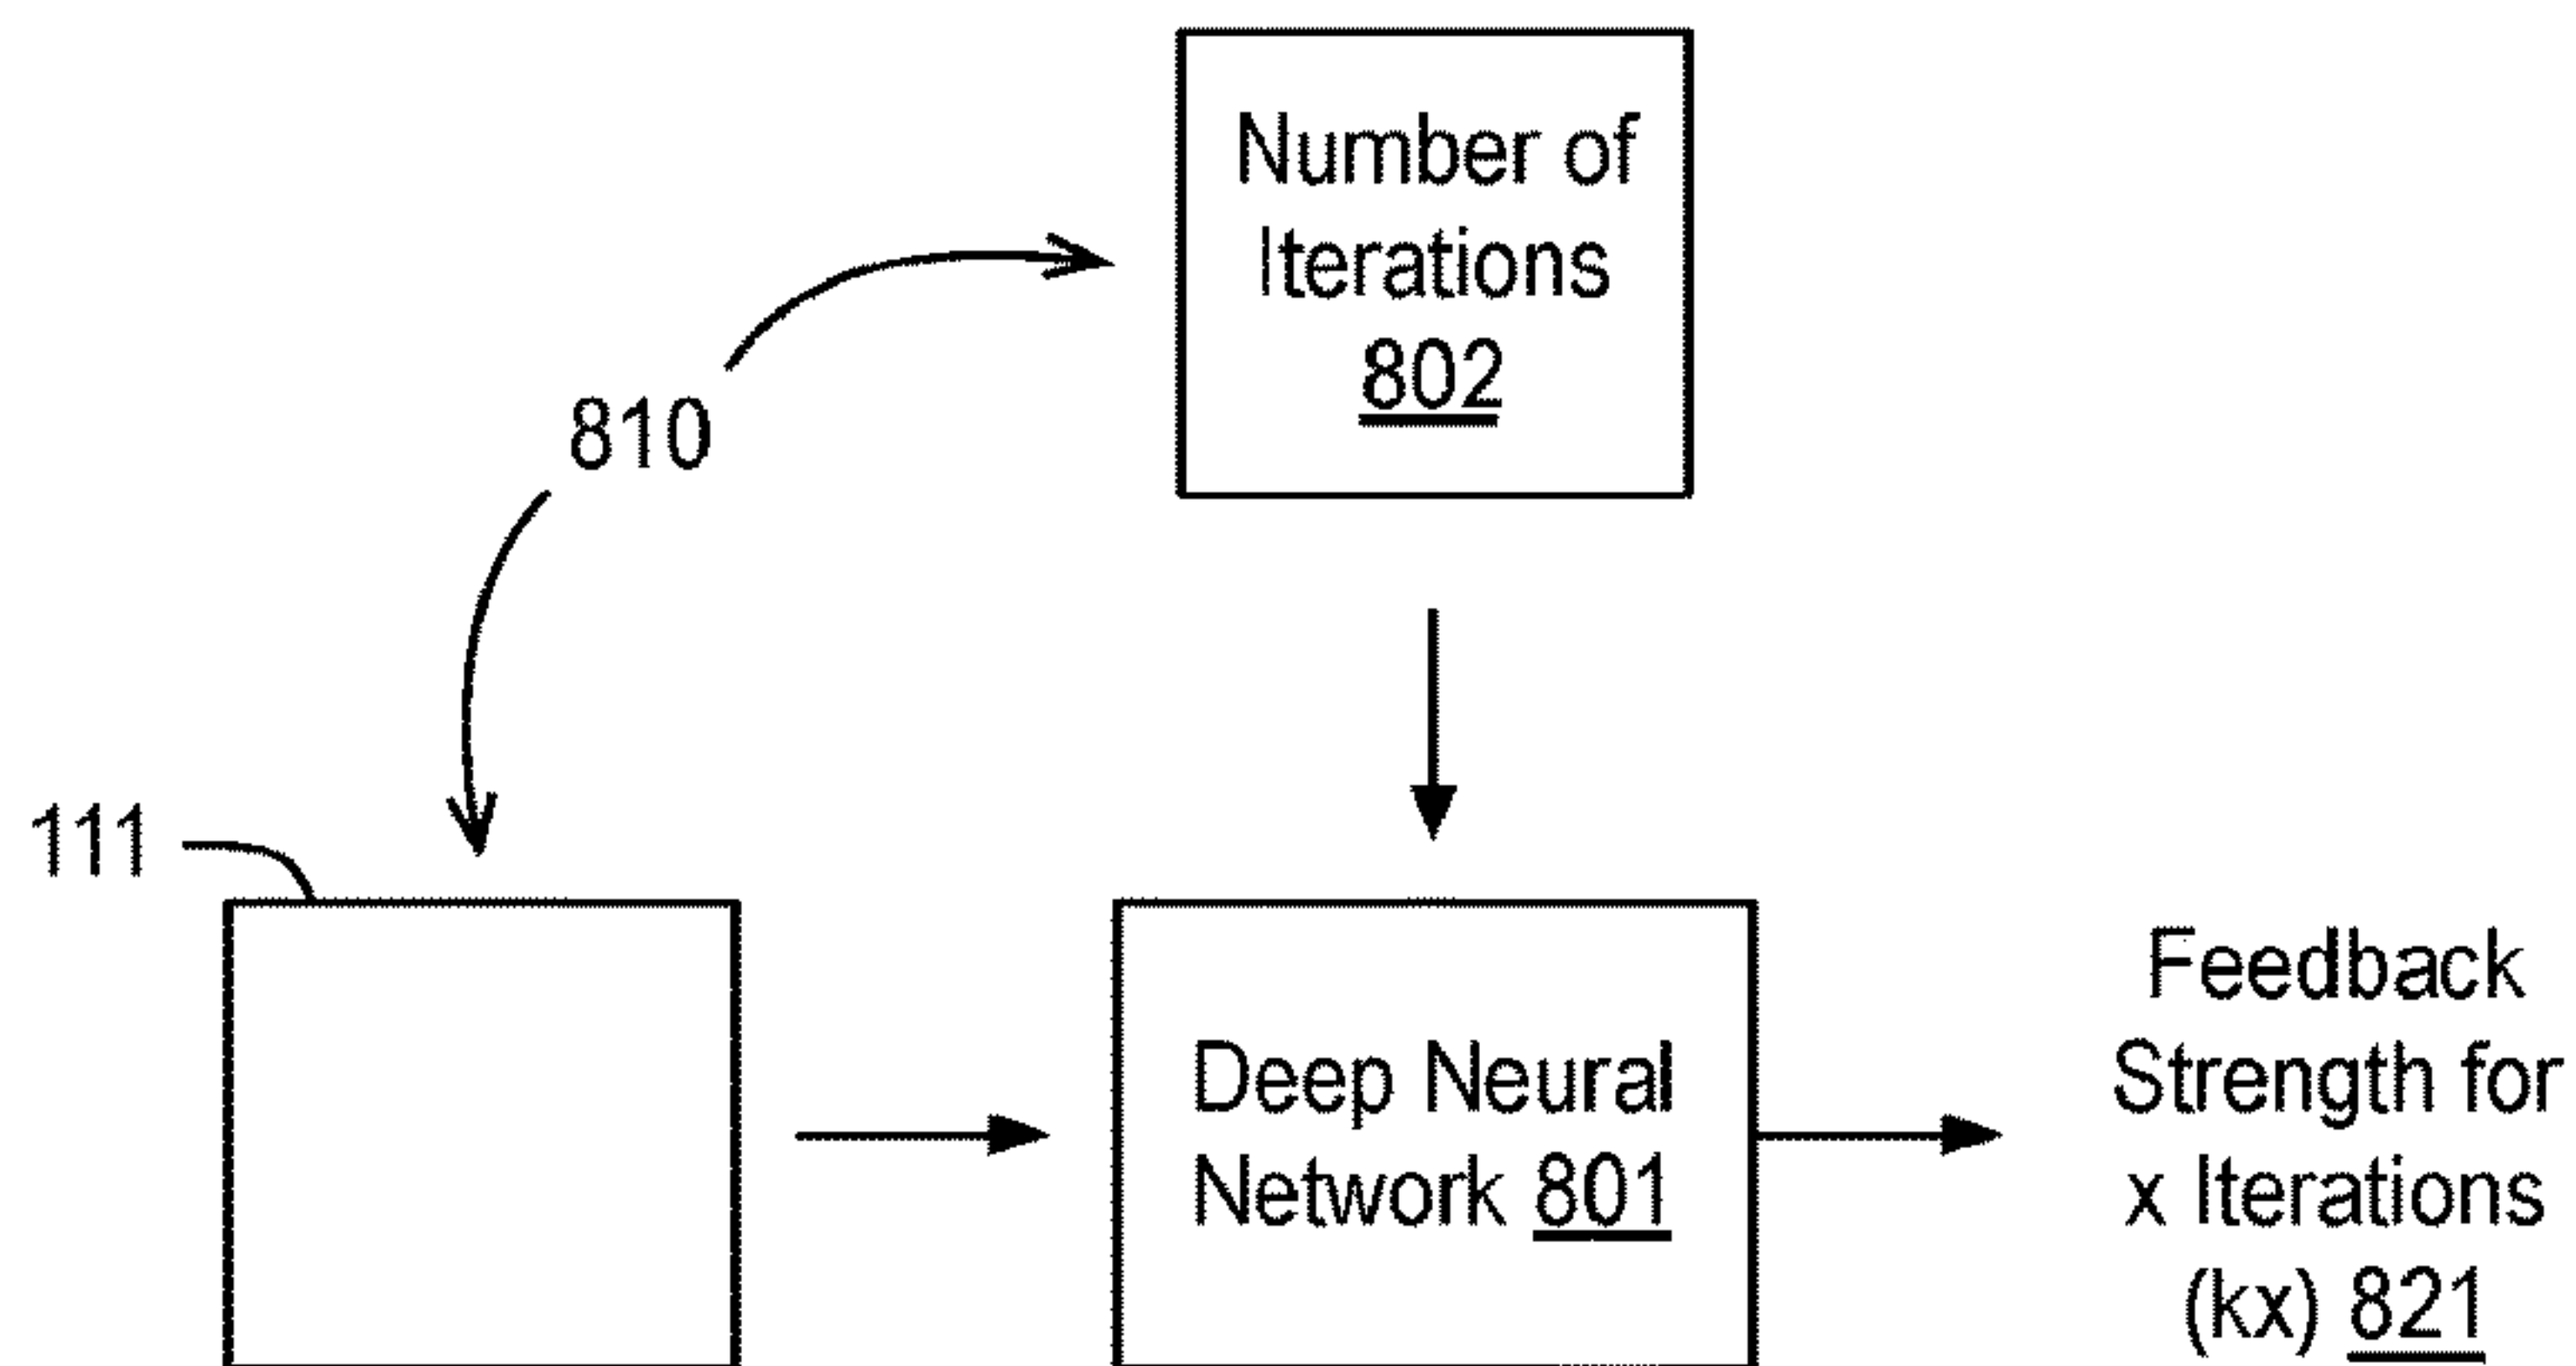 Number of
Iterations
802
810
111
Deep Neural
Network 801
Feedback
Strength for
x Iterations
(kx) 821